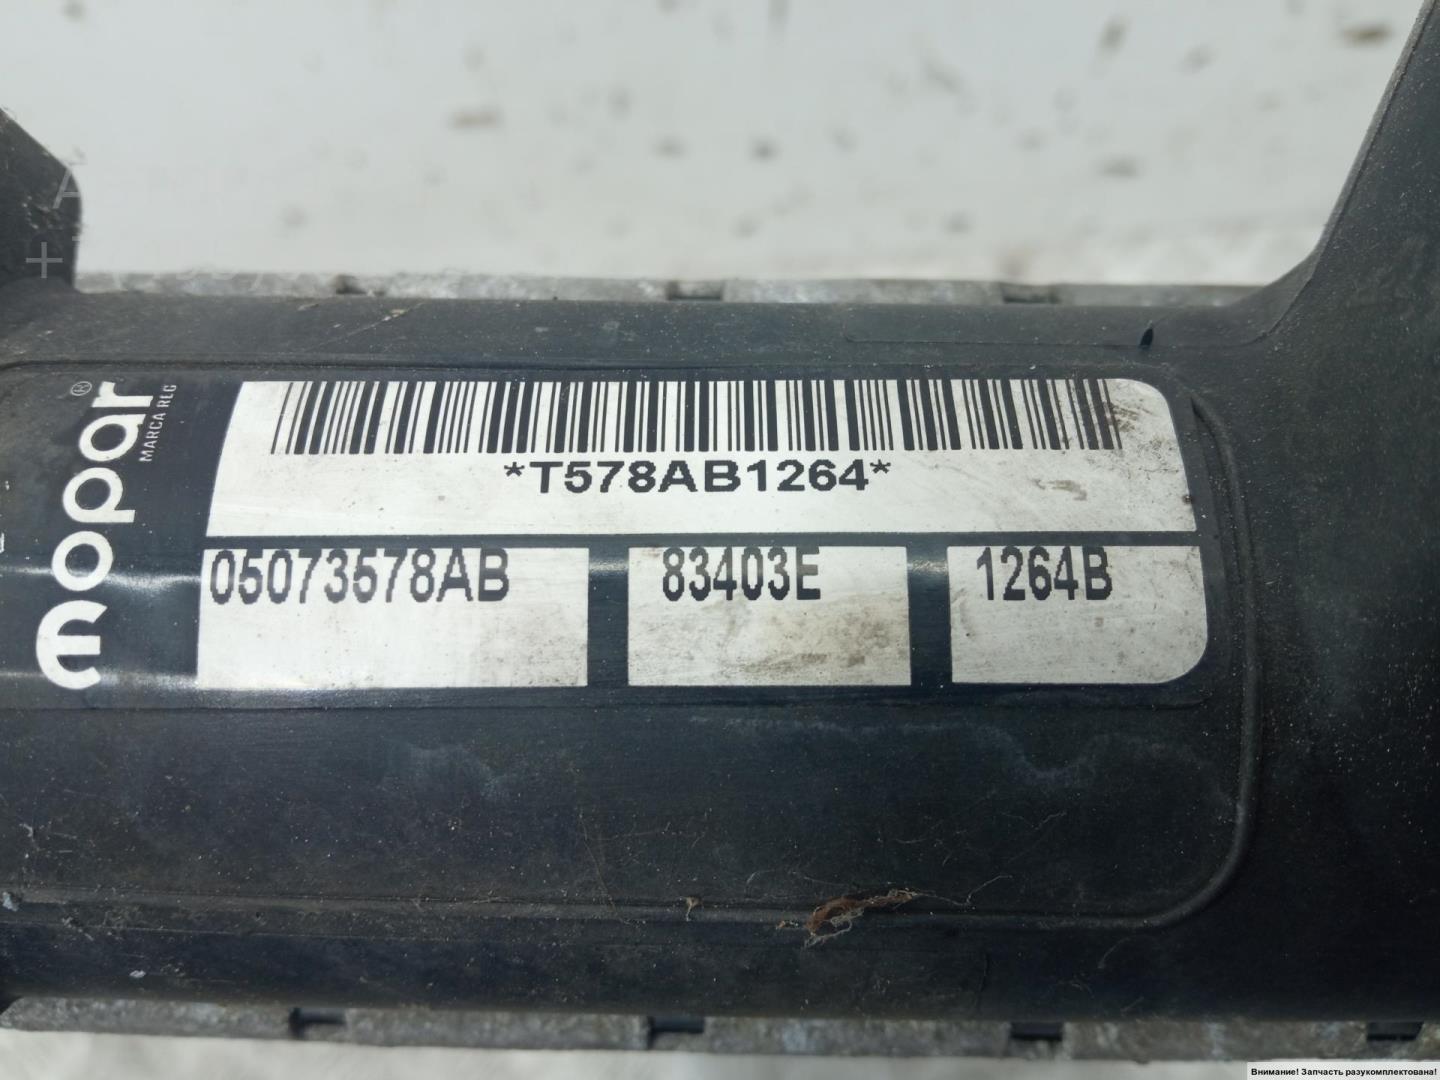 mopar®
MARCA REG
*T578AB1264*
05073578AB 83403E 1264B
Внимание! Запчасть разукомплектована!